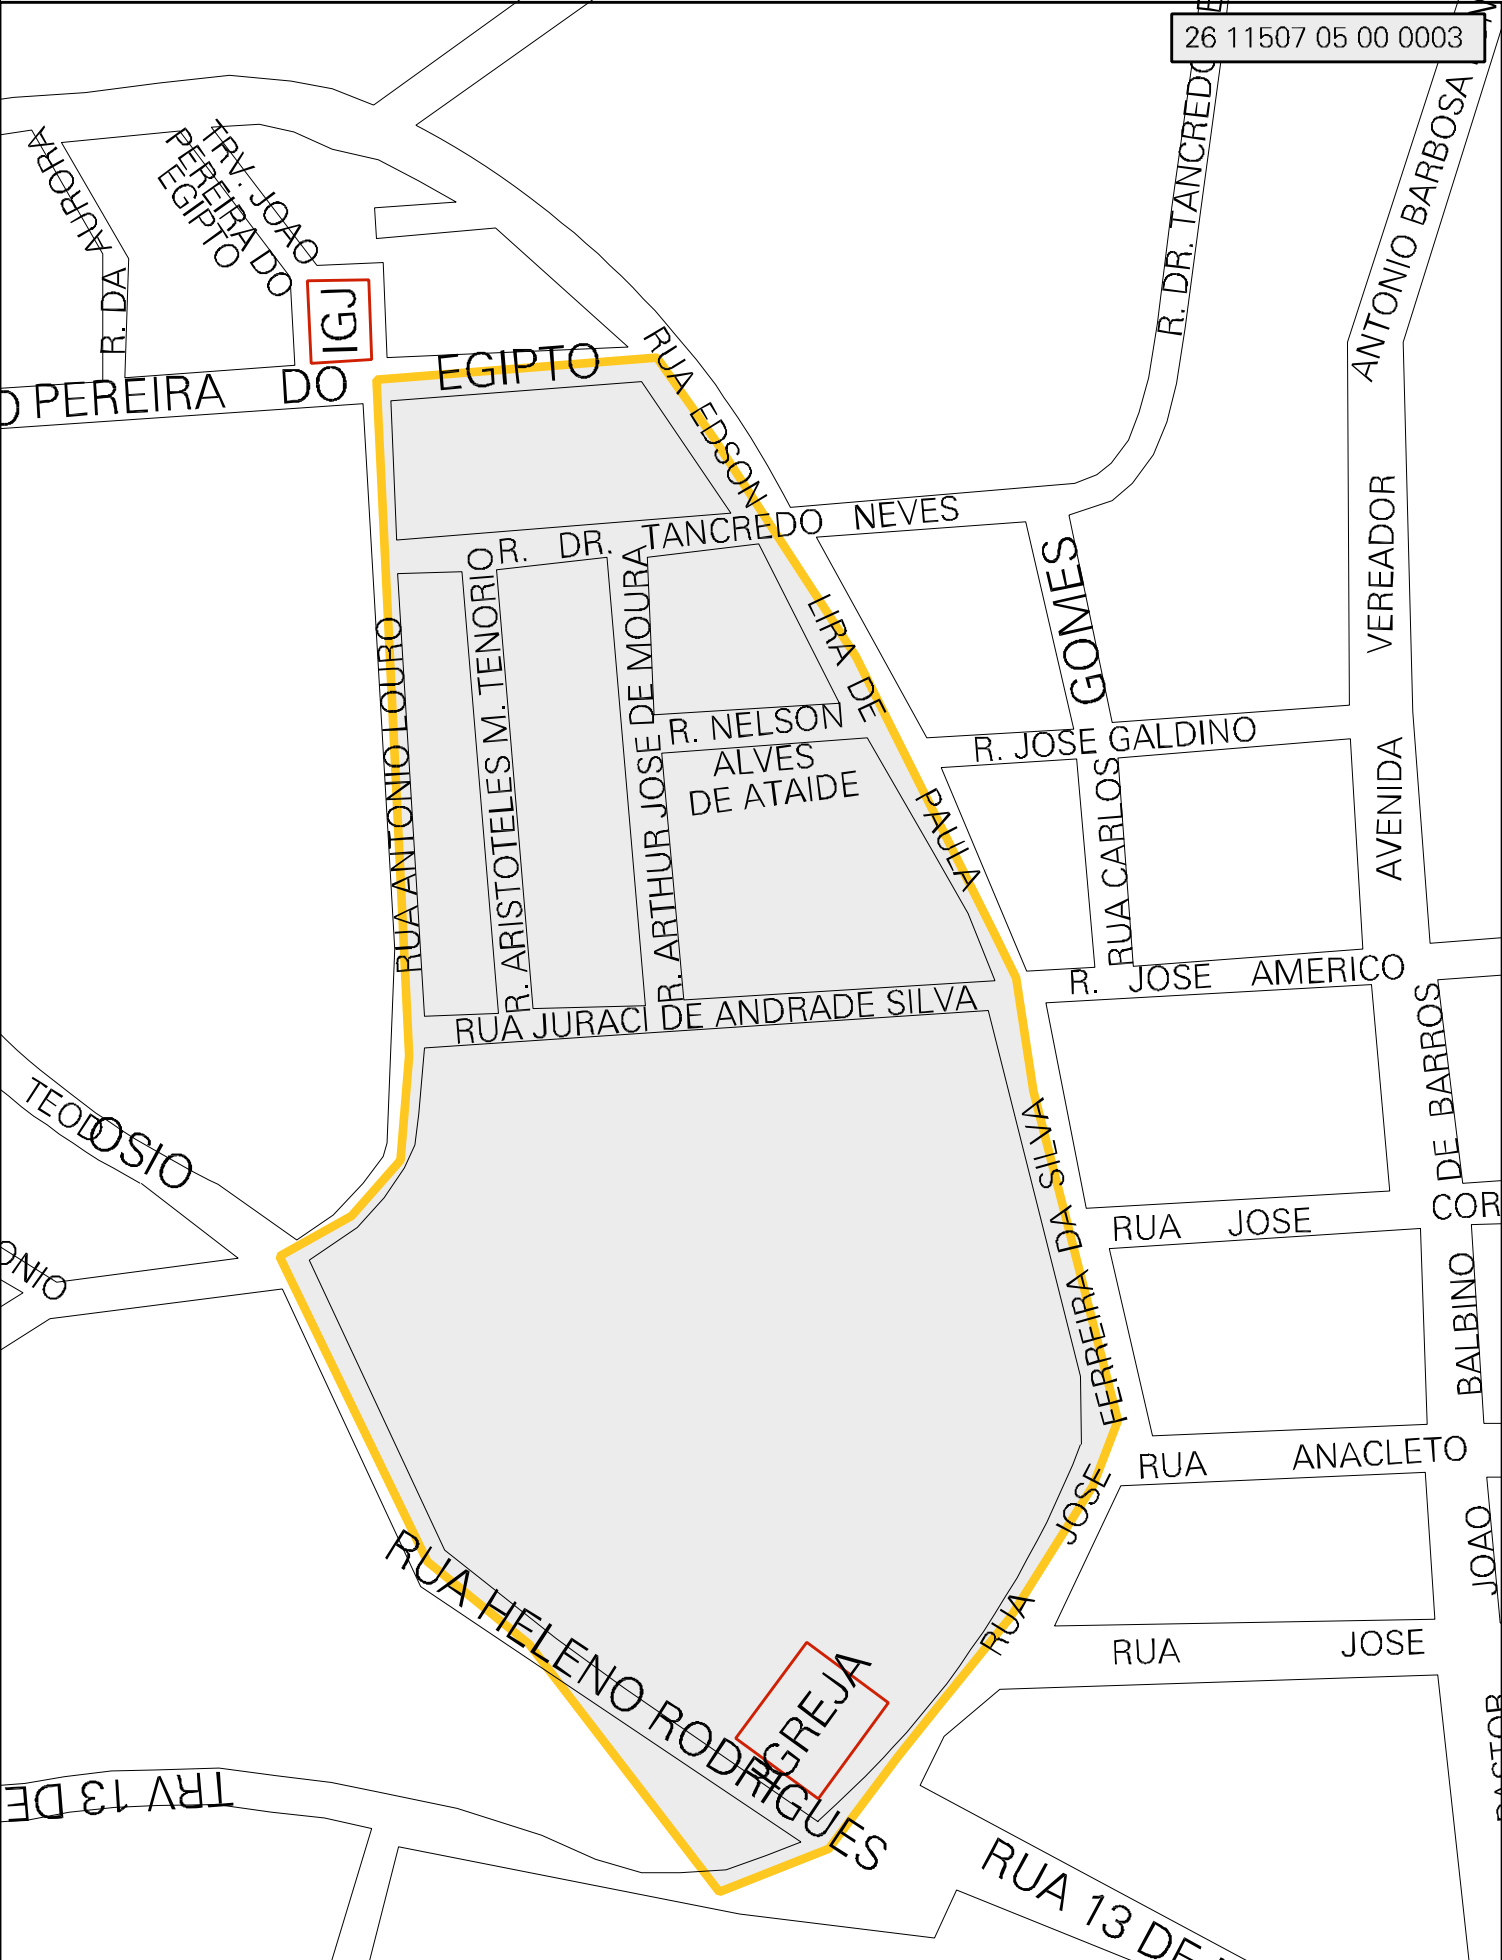 26 11507 05 00 0003
R. DA AURORA
TRV. JOAO
PEREIRA DO
EGIPTO
IGJ
PEREIRA DO EGIPTO
RUA EDSON LIRA DE PAULA
R. DR. TANCREDO NEVES
R. DR. TANCREDO
ANTONIO BARBOSA
AVENIDA VEREADOR
GOMES
RUA CARLOS
RUA ANTONIO LOURO
R. ARISTOTELES M. TENORIO
R. ARTHUR JOSE DE MOURA
R. NELSON
ALVES
DE ATAIDE
R. JOSE GALDINO
R. JOSE AMERICO
RUA JURACI DE ANDRADE SILVA
DE BARROS
TEOD
OSIO
ONIO
RUA JOSE
COR
BALBINO
RUA JOSE FERREIRA DA SILVA
RUA ANACLETO
JOAO
RUA JOSE
RUA HELENO RODRIGUES
IGREJA
TRV 13 DE
RUA 13 DE